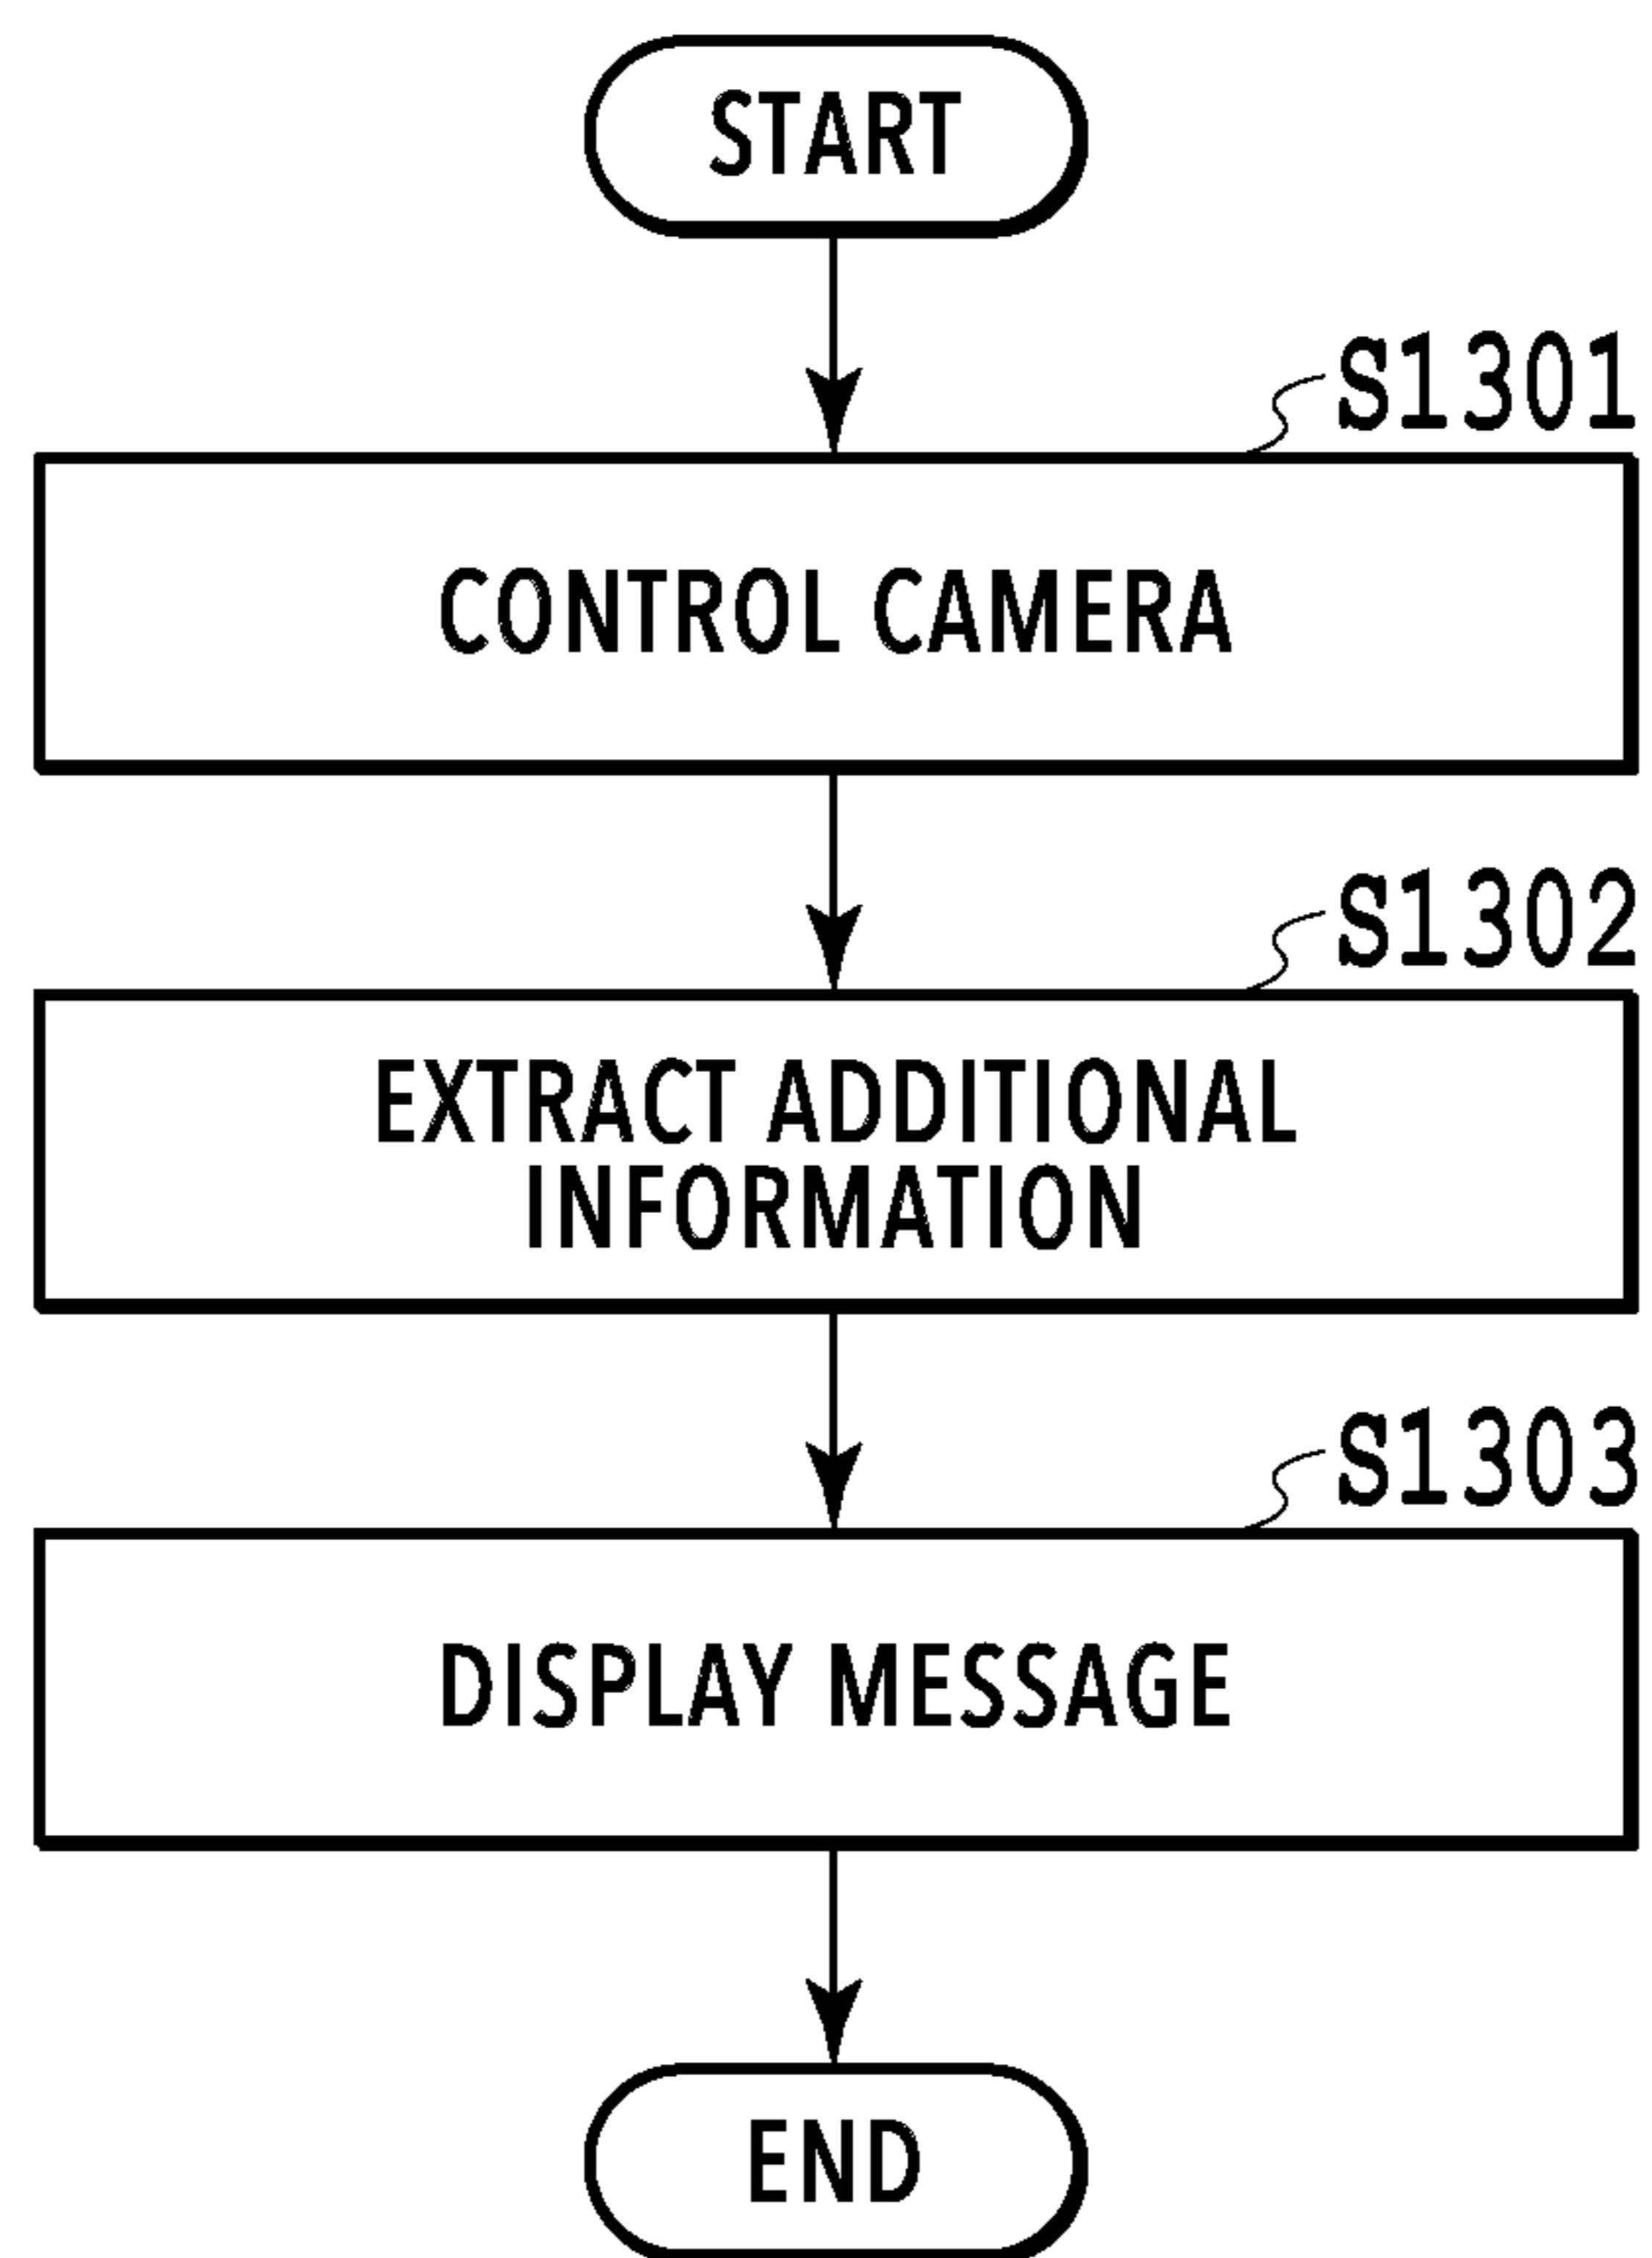 START
S1301
CONTROL CAMERA
S1302
EXTRACT ADDITIONAL
INFORMATION
S1303
DISPLAY MESSAGE
END